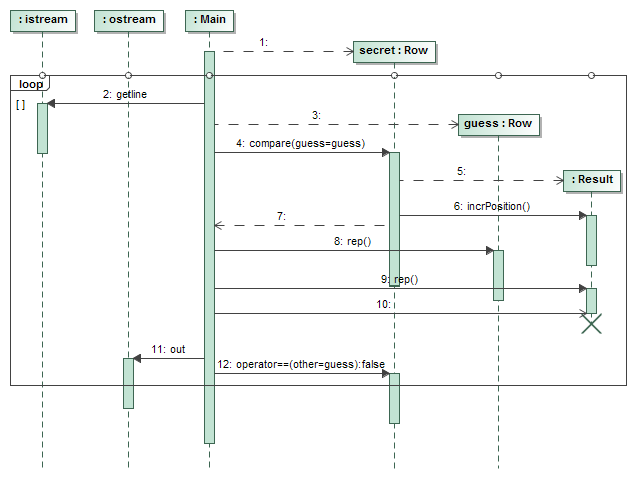 : istream
: ostream
: Main
1:
secret : Row
loop
[ ]
2: getline
3:
guess : Row
4: compare(guess=guess)
5:
: Result
6: incrPosition()
7:
8: rep()
9: rep()
10:
11: out
12: operator==(other=guess):false